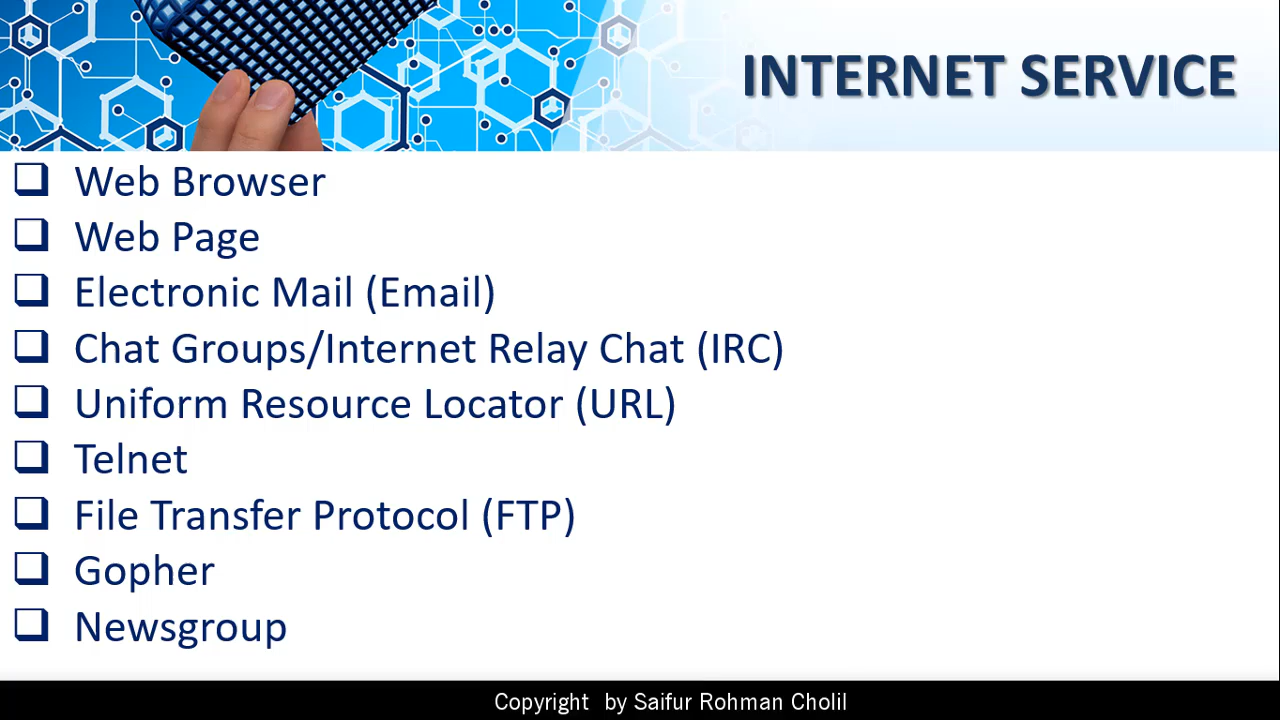 INTERNET SERVICE
❑ Web Browser
❑ Web Page
❑ Electronic Mail (Email)
❑ Chat Groups/Internet Relay Chat (IRC)
❑ Uniform Resource Locator (URL)
❑ Telnet
❑ File Transfer Protocol (FTP)
❑ Gopher
❑ Newsgroup
Copyright by Saifur Rohman Cholil